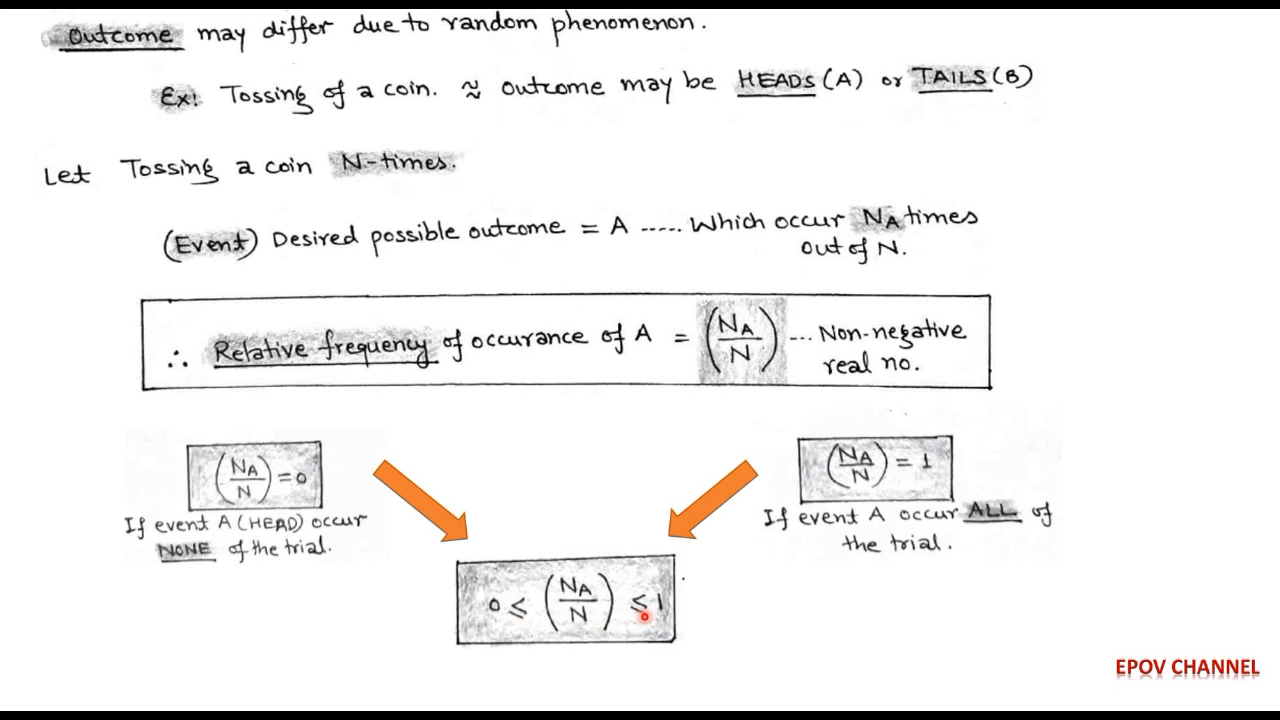 Outcome may differ due to random phenomenon.
Ex: Tossing of a coin. ≈ outcome may be HEADS (A) or TAILS (B)
Let Tossing a coin N-times.
(Event) Desired possible outcome = A ..... Which occur NA times
out of N.
∴ Relative frequency of occurance of A = (NA/N) ... Non-negative
real no.
(NA/N) = 0
If event A (HEAD) occur
NONE of the trial.
(NA/N) = 1
If event A occur ALL of
the trial.
0 ≤ (NA/N) ≤ 1
EPOV CHANNEL